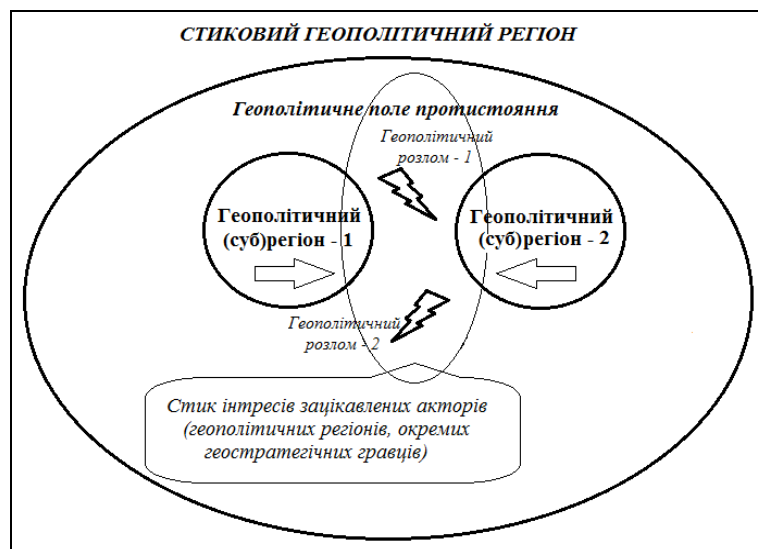 СТИКОВИЙ ГЕОПОЛІТИЧНИЙ РЕГІОН
Геополітичне поле протистояння
Геополітичний
розлом - 1
Геополітичний
(суб)регіон - 1
Геополітичний
(суб)регіон - 2
Геополітичний
розлом - 2
Стик інтресів зацікавлених акторів
(геополітичних регіонів, окремих
геостратегічних гравців)